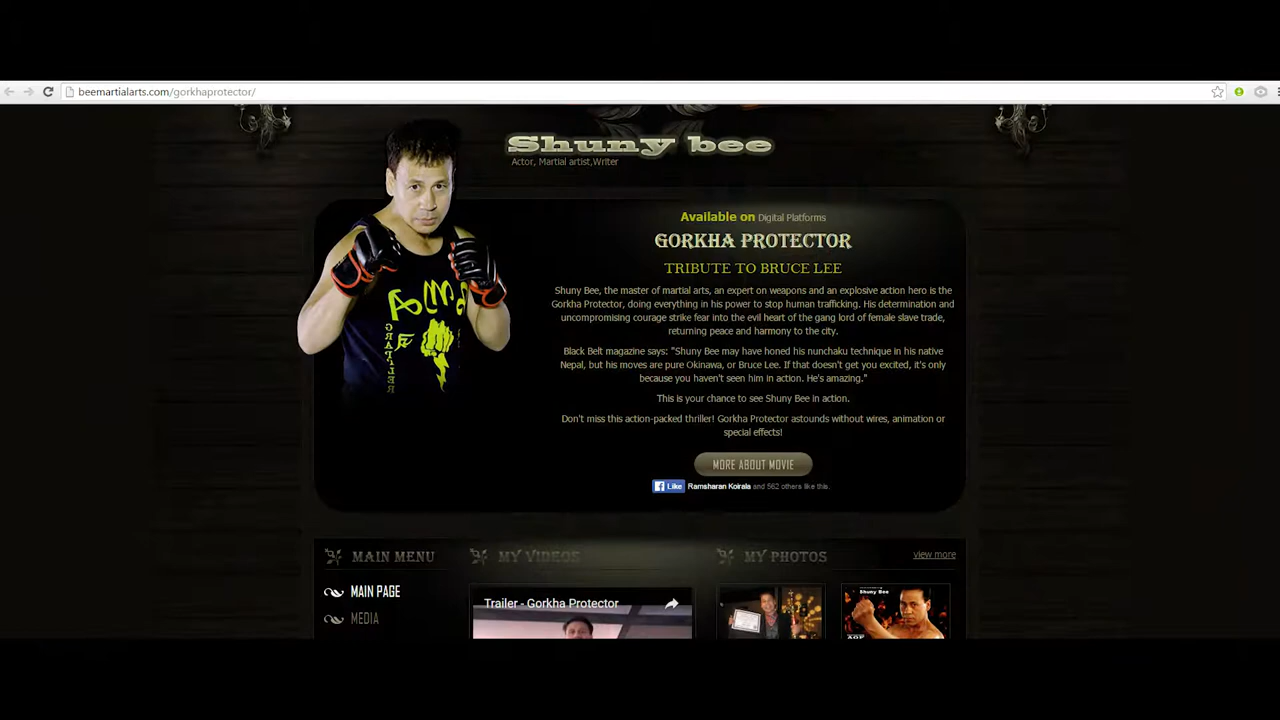 beemartialarts.com/gorkhaprotector/
Shuny bee
Actor, Martial artist,Writer
Available on Digital Platforms
GORKHA PROTECTOR
TRIBUTE TO BRUCE LEE
Shuny Bee, the master of martial arts, an expert on weapons and an explosive action hero is the
Gorkha Protector, doing everything in his power to stop human trafficking. His determination and
uncompromising courage strike fear into the evil heart of the gang lord of female slave trade,
returning peace and harmony to the city.
Black Belt magazine says: "Shuny Bee may have honed his nunchaku technique in his native
Nepal, but his moves are pure Okinawa, or Bruce Lee. If that doesn't get you excited, it's only
because you haven't seen him in action. He's amazing."
This is your chance to see Shuny Bee in action.
Don't miss this action-packed thriller! Gorkha Protector astounds without wires, animation or
special effects!
MORE ABOUT MOVIE
Like Ramsharan Koirala and 562 others like this.
MAIN MENU
MY VIDEOS
MY PHOTOS
view more
MAIN PAGE
MEDIA
Trailer - Gorkha Protector
Shuny Bee